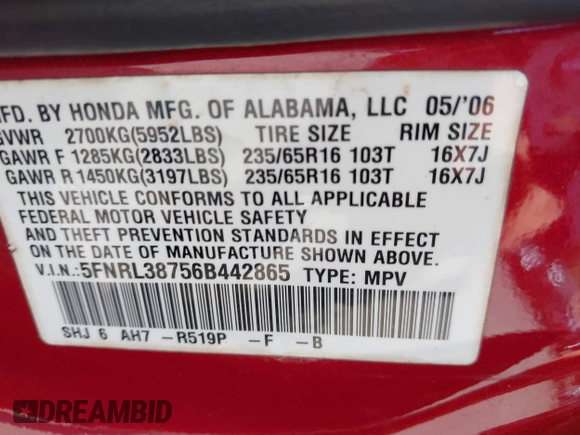 MFD. BY HONDA MFG. OF ALABAMA, LLC 05/'06
GVWR 2700KG(5952LBS) TIRE SIZE RIM SIZE
GAWR F 1285KG(2833LBS) 235/65R16 103T 16X7J
GAWR R 1450KG(3197LBS) 235/65R16 103T 16X7J
THIS VEHICLE CONFORMS TO ALL APPLICABLE
FEDERAL MOTOR VEHICLE SAFETY
AND THEFT PREVENTION STANDARDS IN EFFECT
ON THE DATE OF MANUFACTURE SHOWN ABOVE.
V.I.N.:5FNRL38756B442865 TYPE: MPV
SHJ 6 AH7 -R519P -F -B
DREAMBID